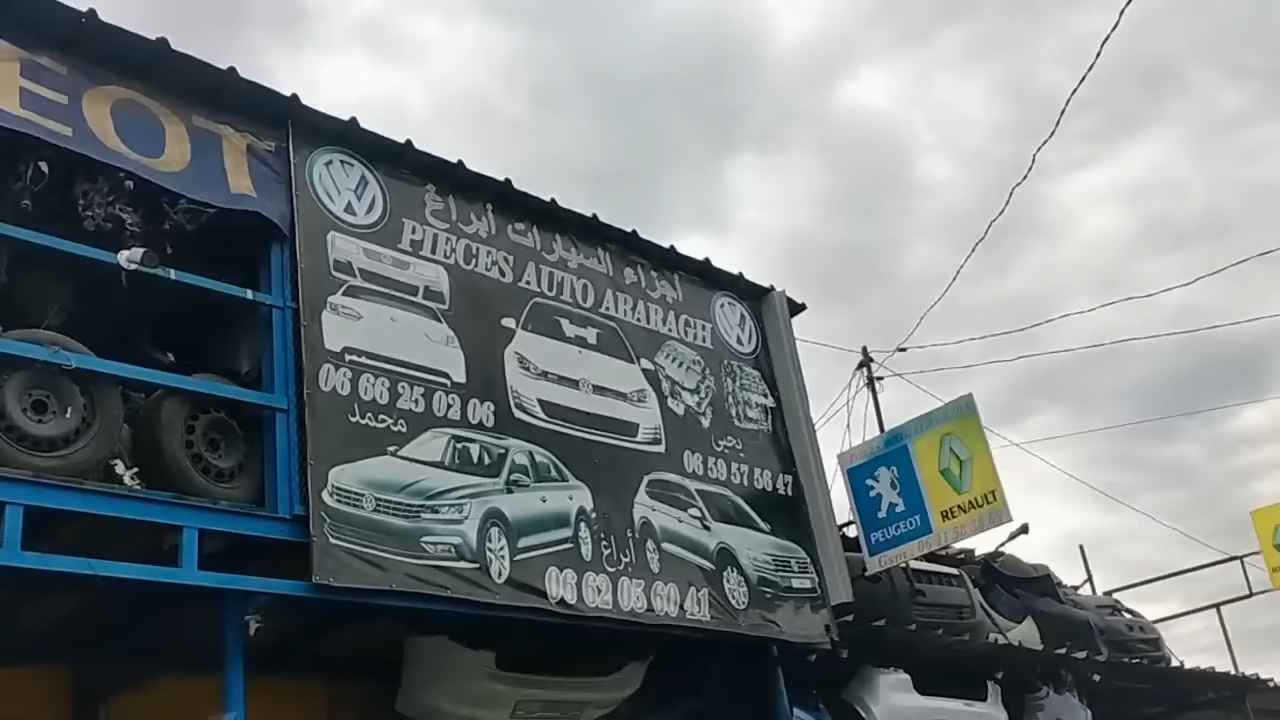 EOT
أجزاء السيارات أبراغ
PIECES AUTO ABARAGH
06 66 25 02 06
محمد
يحيى
06 59 57 56 47
أبراغ
06 62 05 60 41
PEUGEOT
RENAULT